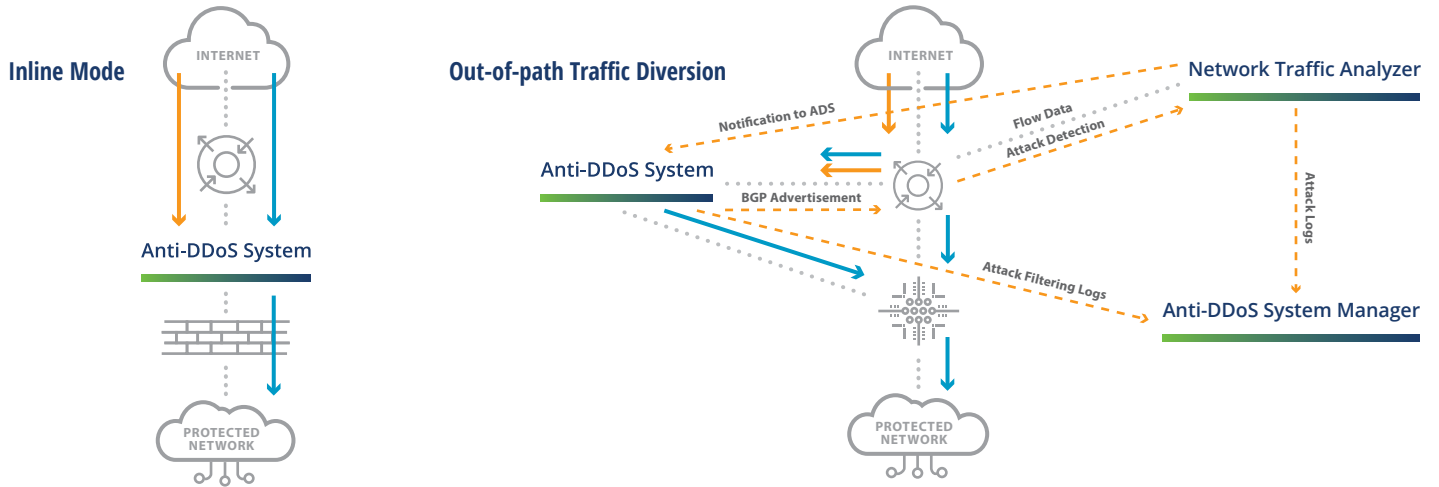 Inline Mode
INTERNET
Anti-DDoS System
PROTECTED
NETWORK
Out-of-path Traffic Diversion
INTERNET
Network Traffic Analyzer
Notification to ADS
Flow Data
Attack Detection
Anti-DDoS System
BGP Advertisement
Attack Logs
Attack Filtering Logs
Anti-DDoS System Manager
PROTECTED
NETWORK